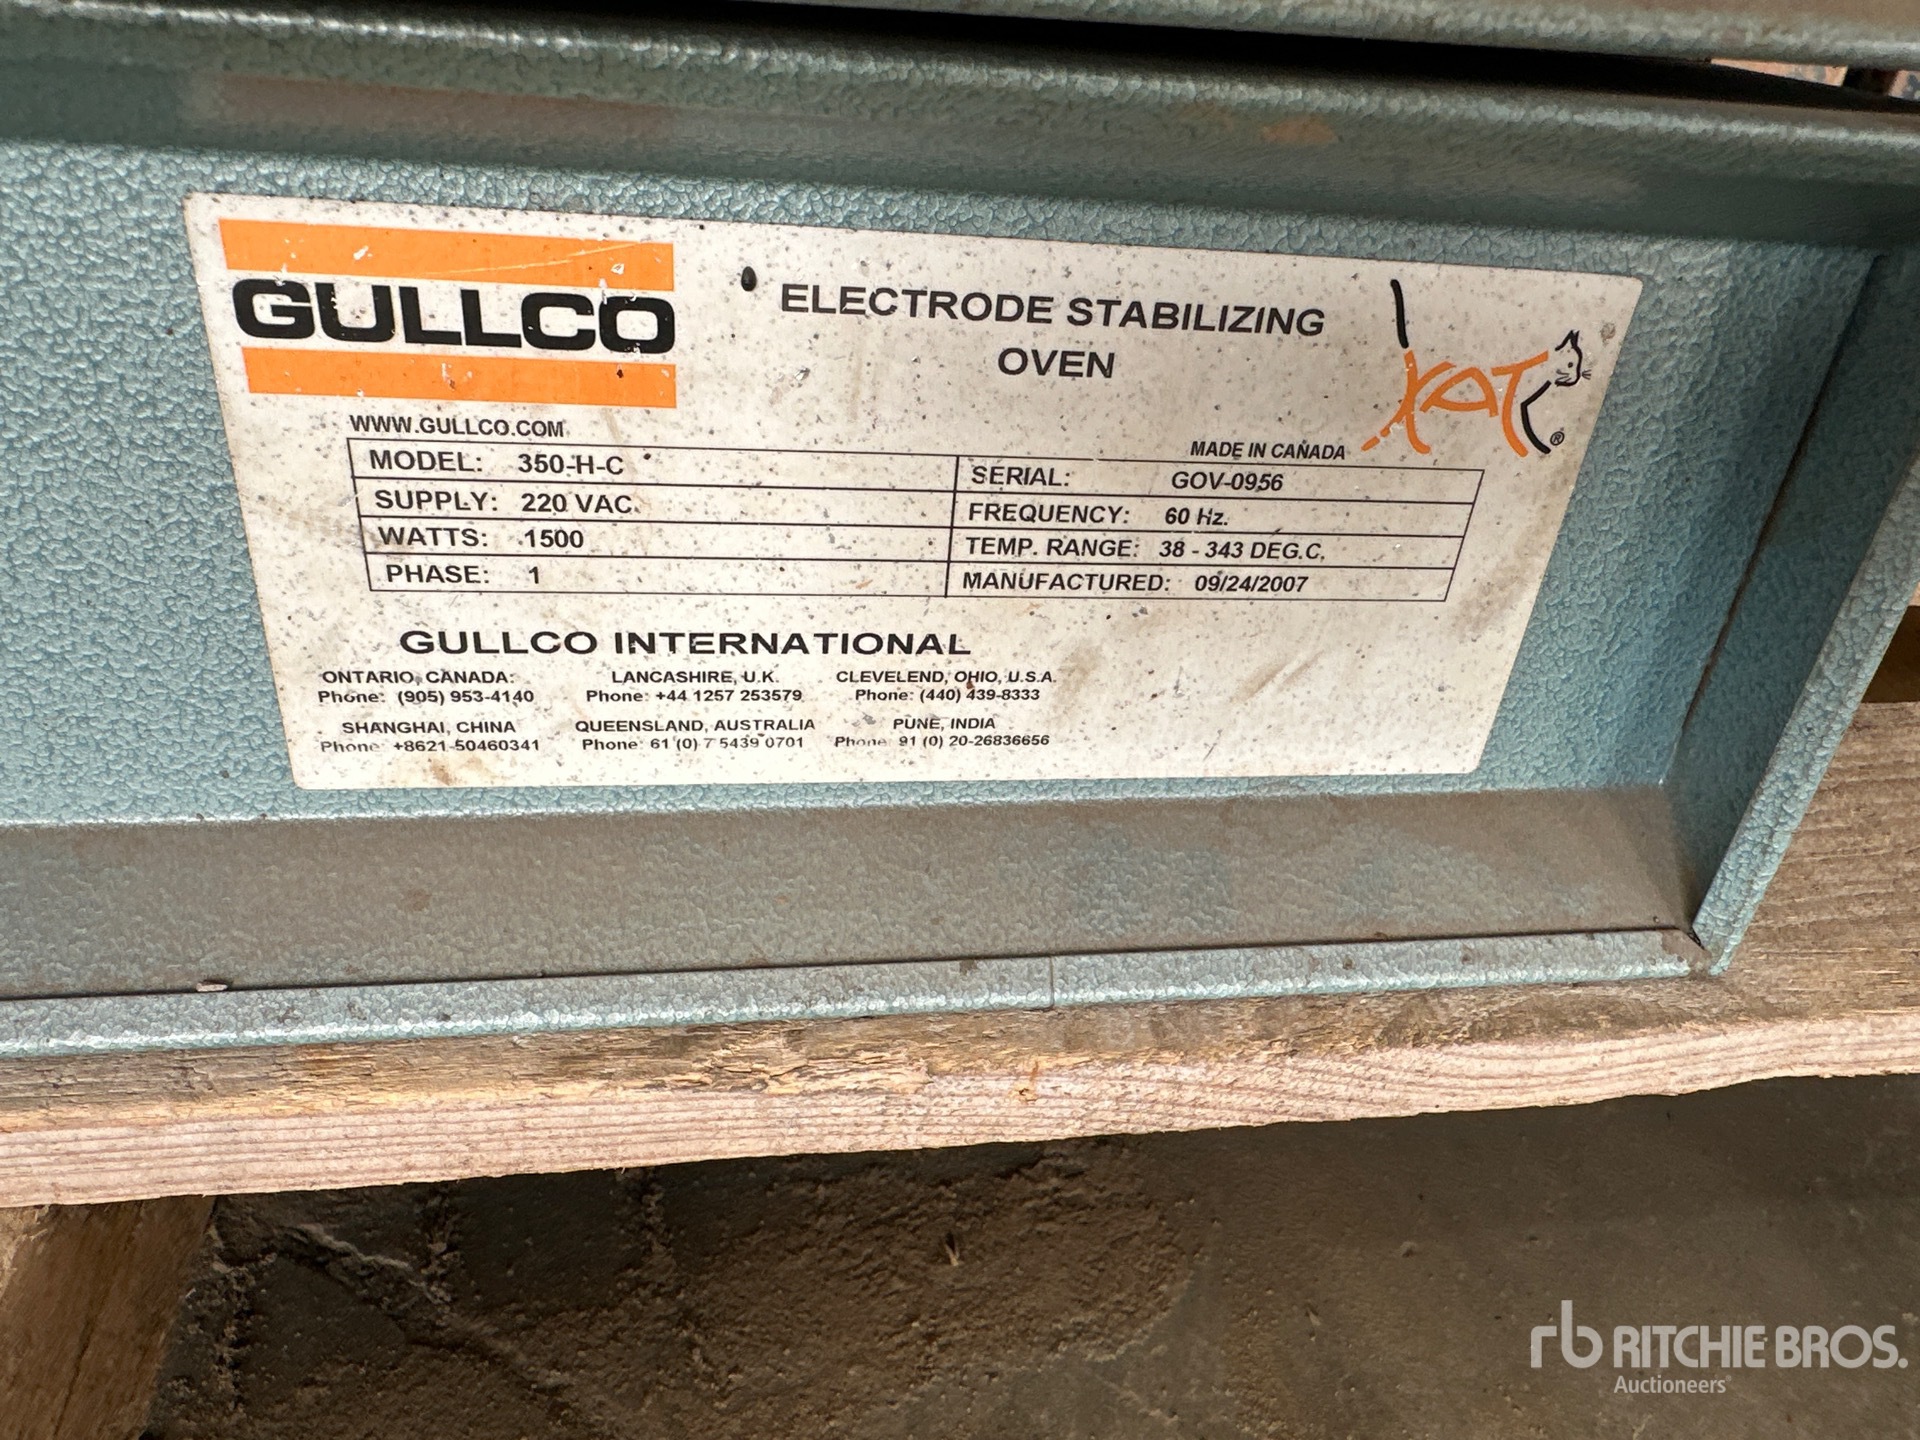 GULLCO
ELECTRODE STABILIZING
OVEN
KAT ®
WWW.GULLCO.COM
MADE IN CANADA
MODEL: 350-H-C
SERIAL: GOV-0956
SUPPLY: 220 VAC.
FREQUENCY: 60 Hz.
WATTS: 1500
TEMP. RANGE: 38 - 343 DEG.C.
PHASE: 1
MANUFACTURED: 09/24/2007
GULLCO INTERNATIONAL
ONTARIO, CANADA: LANCASHIRE, U.K. CLEVELEND, OHIO, U.S.A.
Phone: (905) 953-4140 Phone: +44 1257 253579 Phone: (440) 439-8333
SHANGHAI, CHINA QUEENSLAND, AUSTRALIA PUNE, INDIA
Phone: +8621-50460341 Phone: 61 (0) 7 5439 0701 Phone: 91 (0) 20-26836656
rb RITCHIE BROS.
Auctioneers